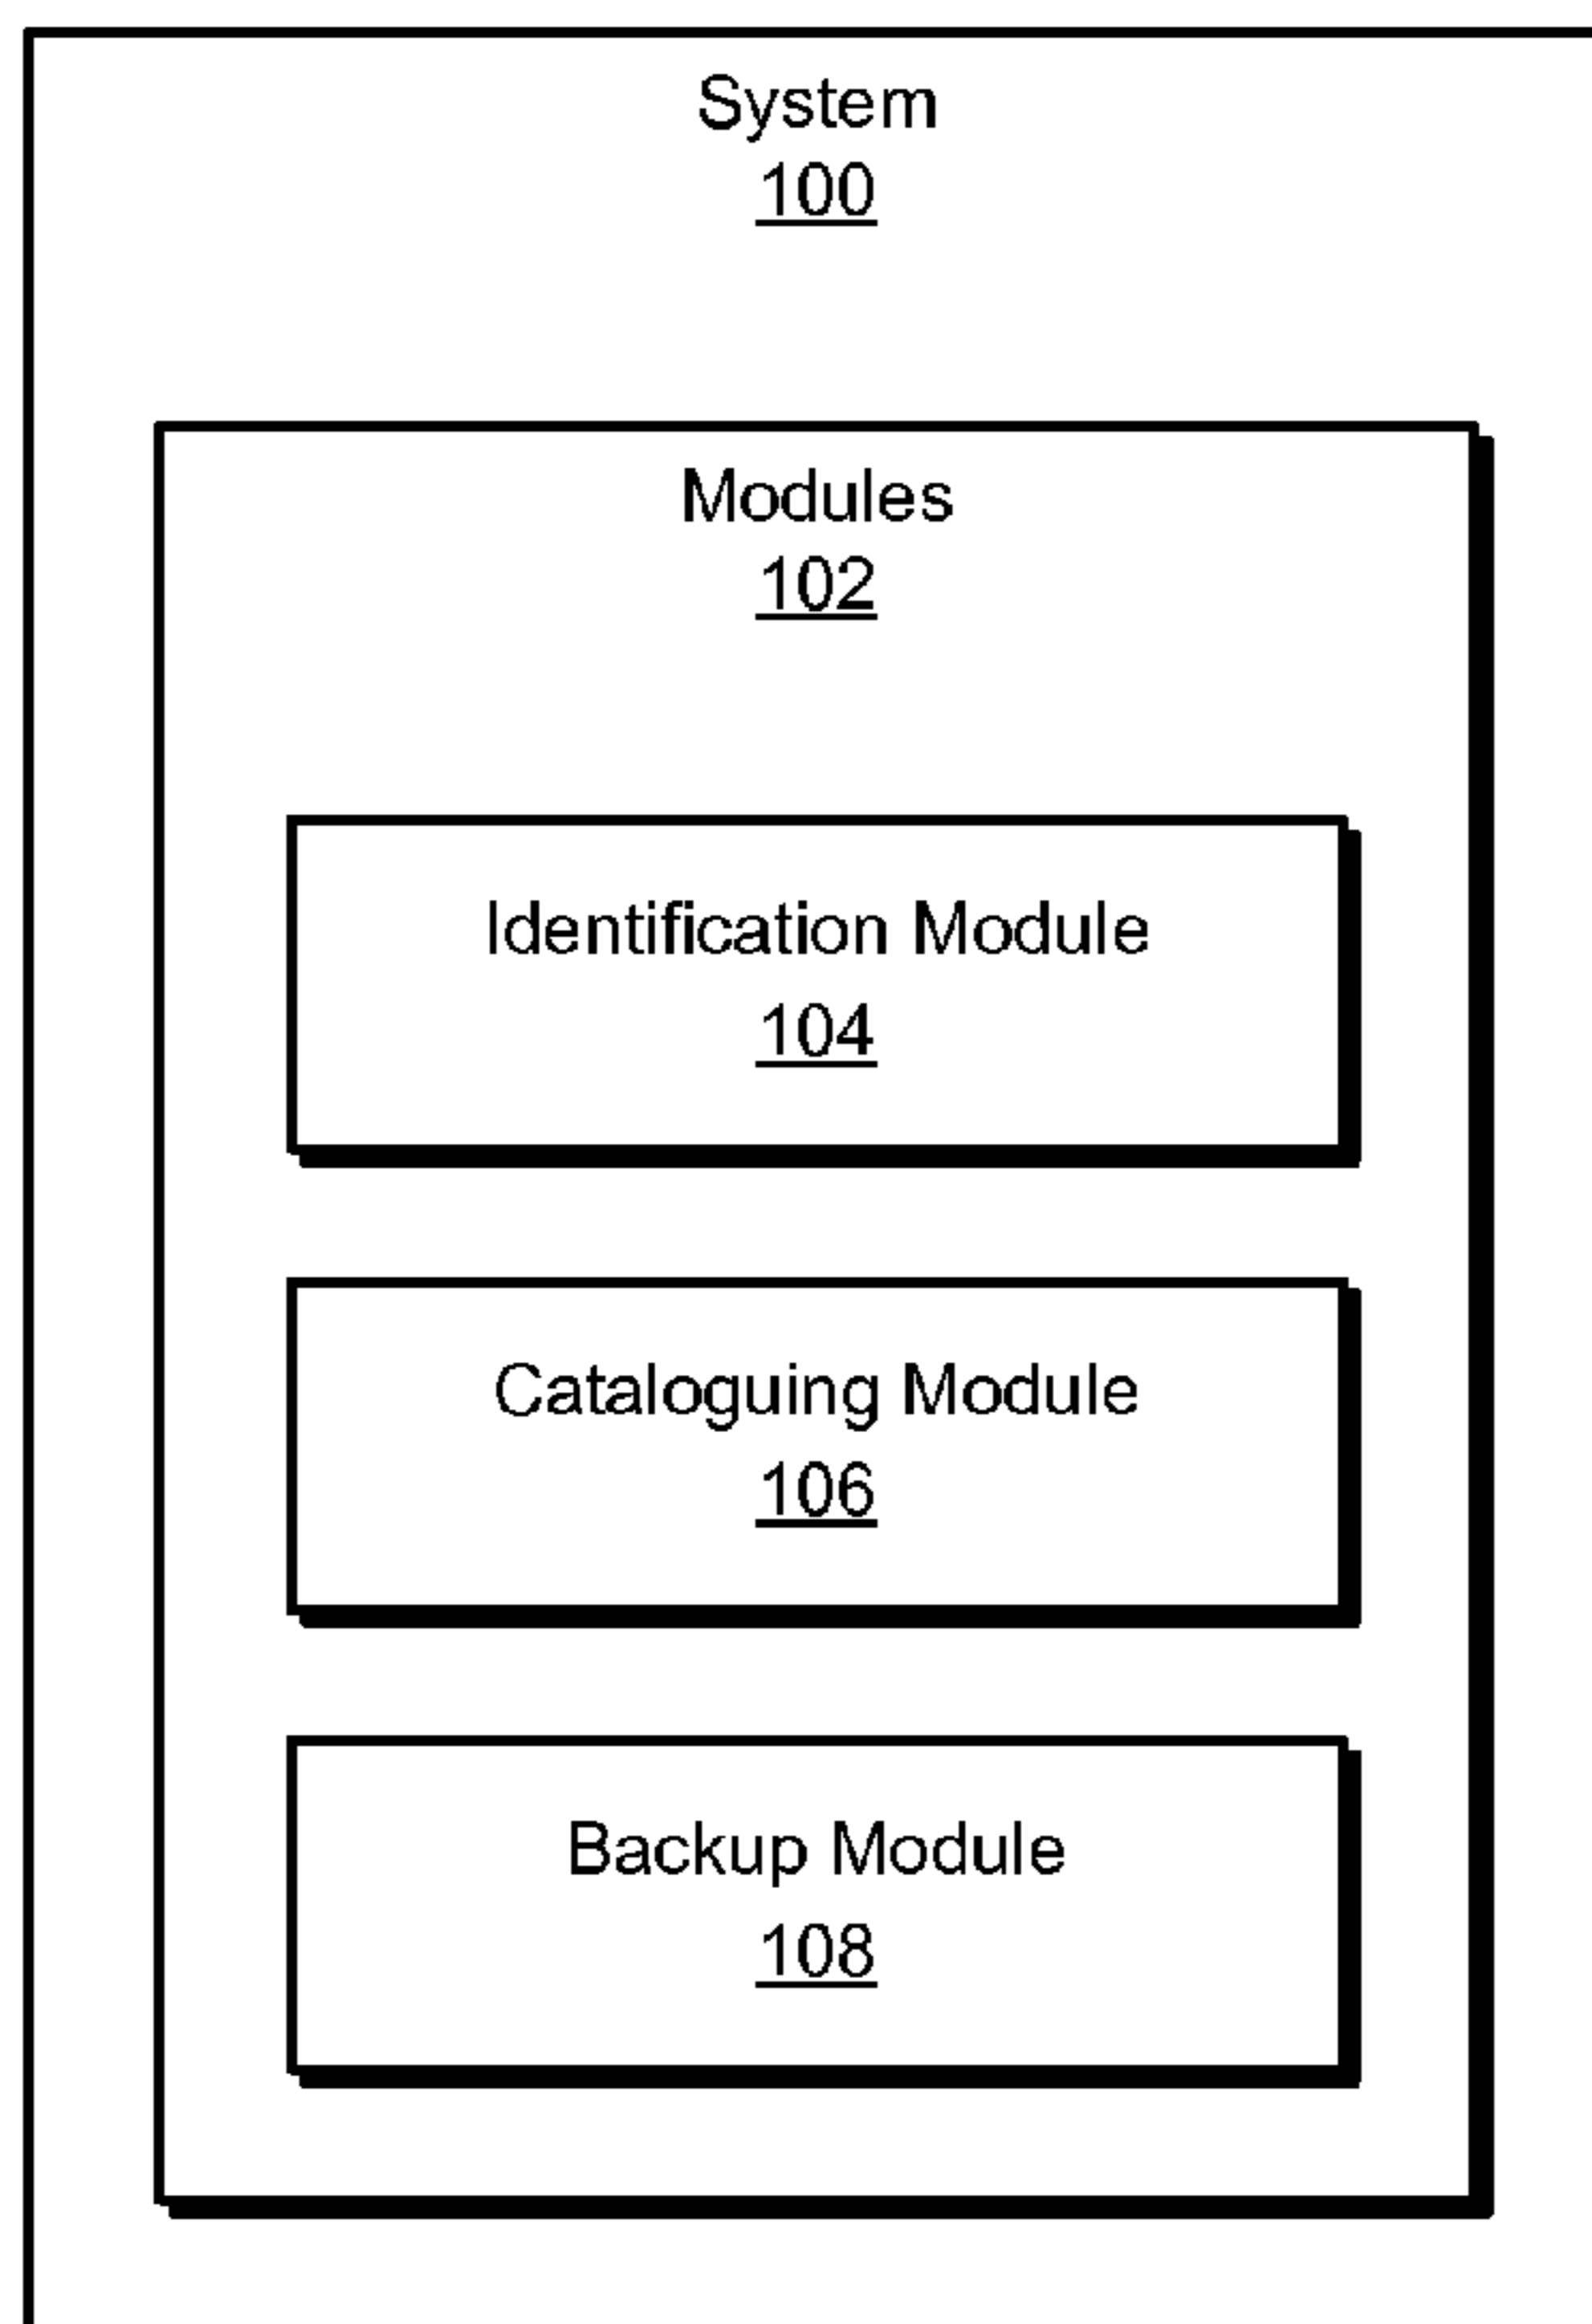 System
100
Modules
102
Identification Module
104
Cataloguing Module
106
Backup Module
108